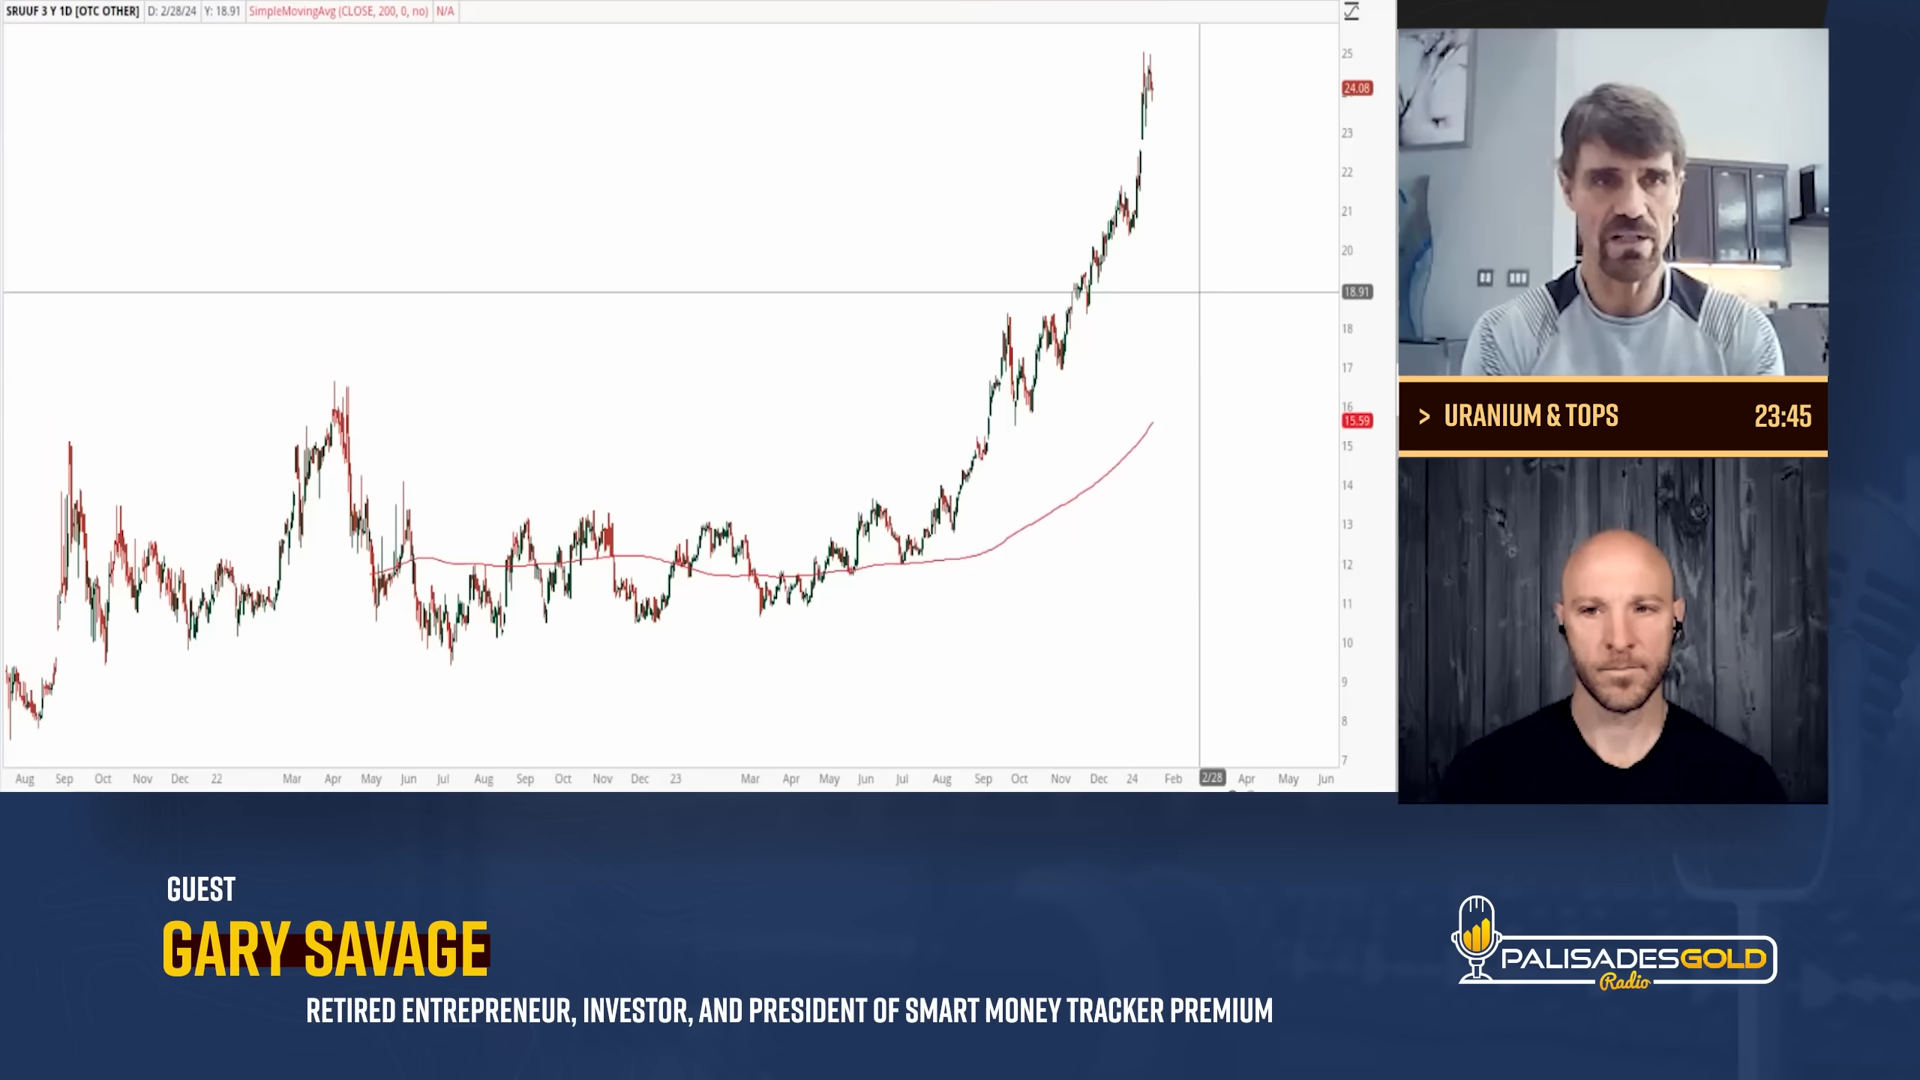 SRUUF 3 Y 1D [OTC OTHER] D: 2/28/24 Y: 18.91 SimpleMovingAvg (CLOSE, 200, 0, no) N/A
25
24.08
23
22
21
20
18.91
18
17
16
15.59
15
14
13
12
11
10
9
8
7
Aug Sep Oct Nov Dec 22 Mar Apr May Jun Jul Aug Sep Oct Nov Dec 23 Mar Apr May Jun Jul Aug Sep Oct Nov Dec 24 Feb 2/28 Apr May Jun
> URANIUM & TOPS 23:45
GUEST
GARY SAVAGE
RETIRED ENTREPRENEUR, INVESTOR, AND PRESIDENT OF SMART MONEY TRACKER PREMIUM
PALISADESGOLD
Radio